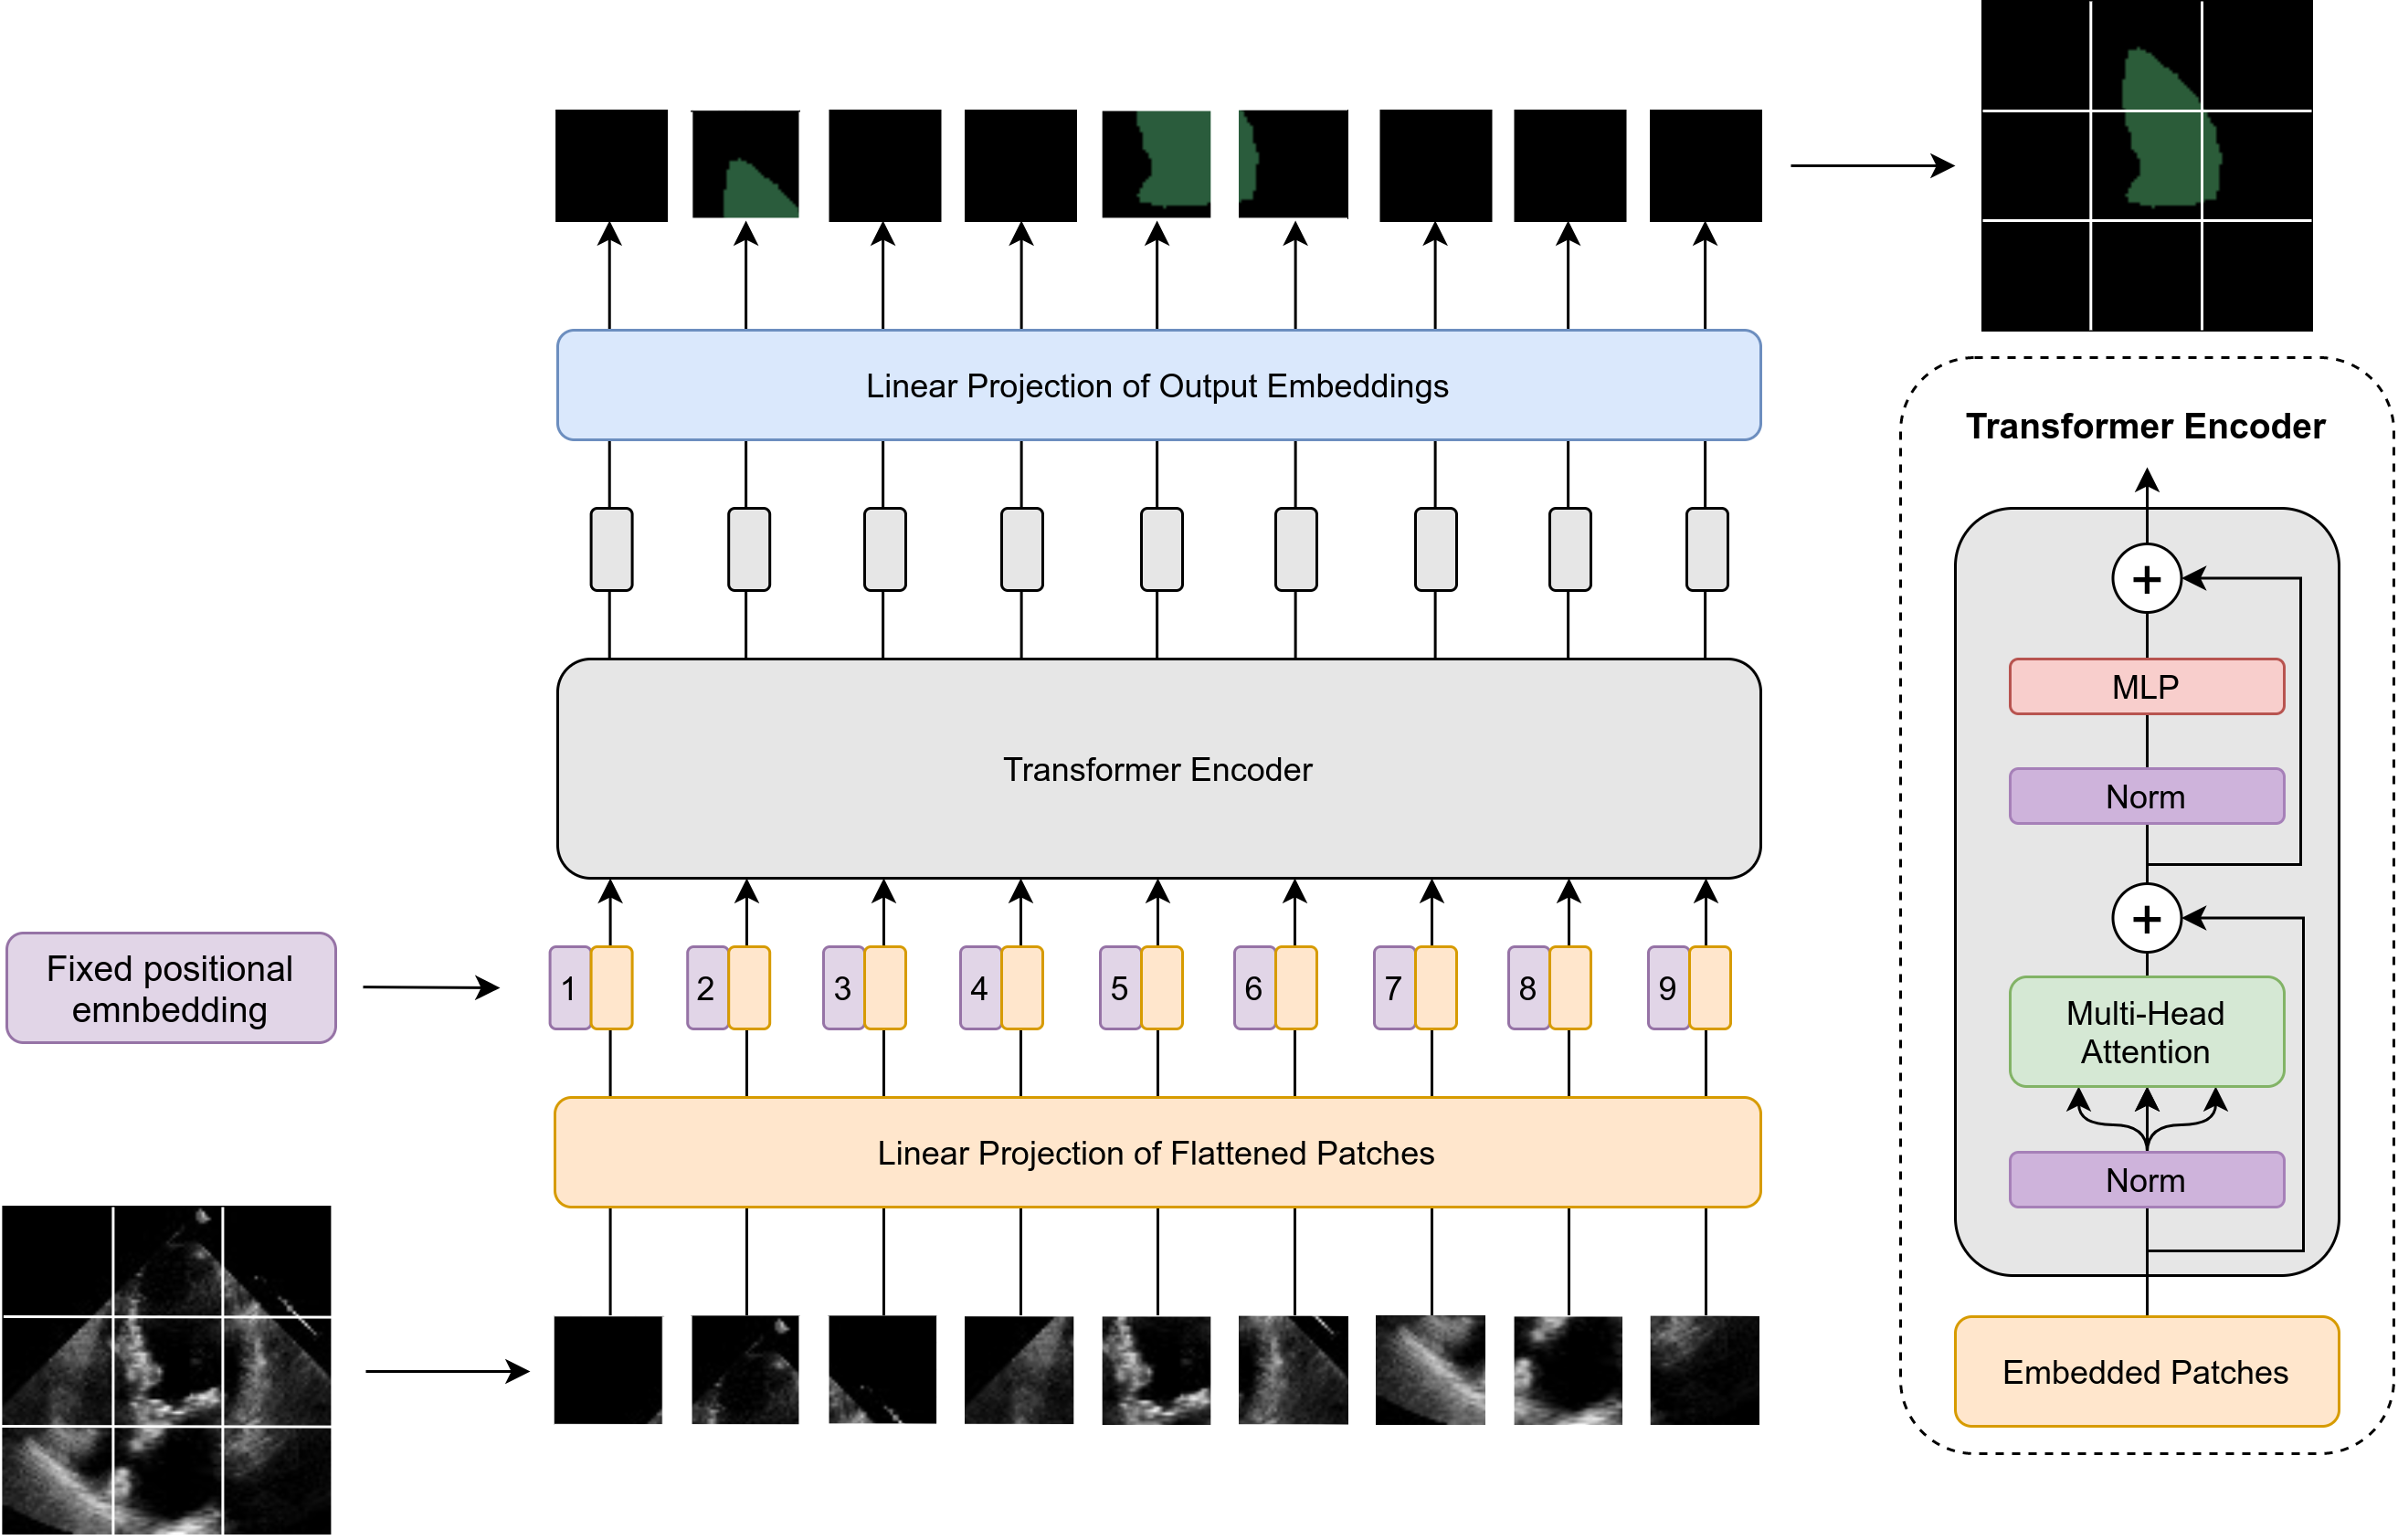 Linear Projection of Output Embeddings
Transformer Encoder
Fixed positional
emnbedding
1 2 3 4 5 6 7 8 9
Linear Projection of Flattened Patches
Transformer Encoder
+
MLP
Norm
+
Multi-Head
Attention
Norm
Embedded Patches